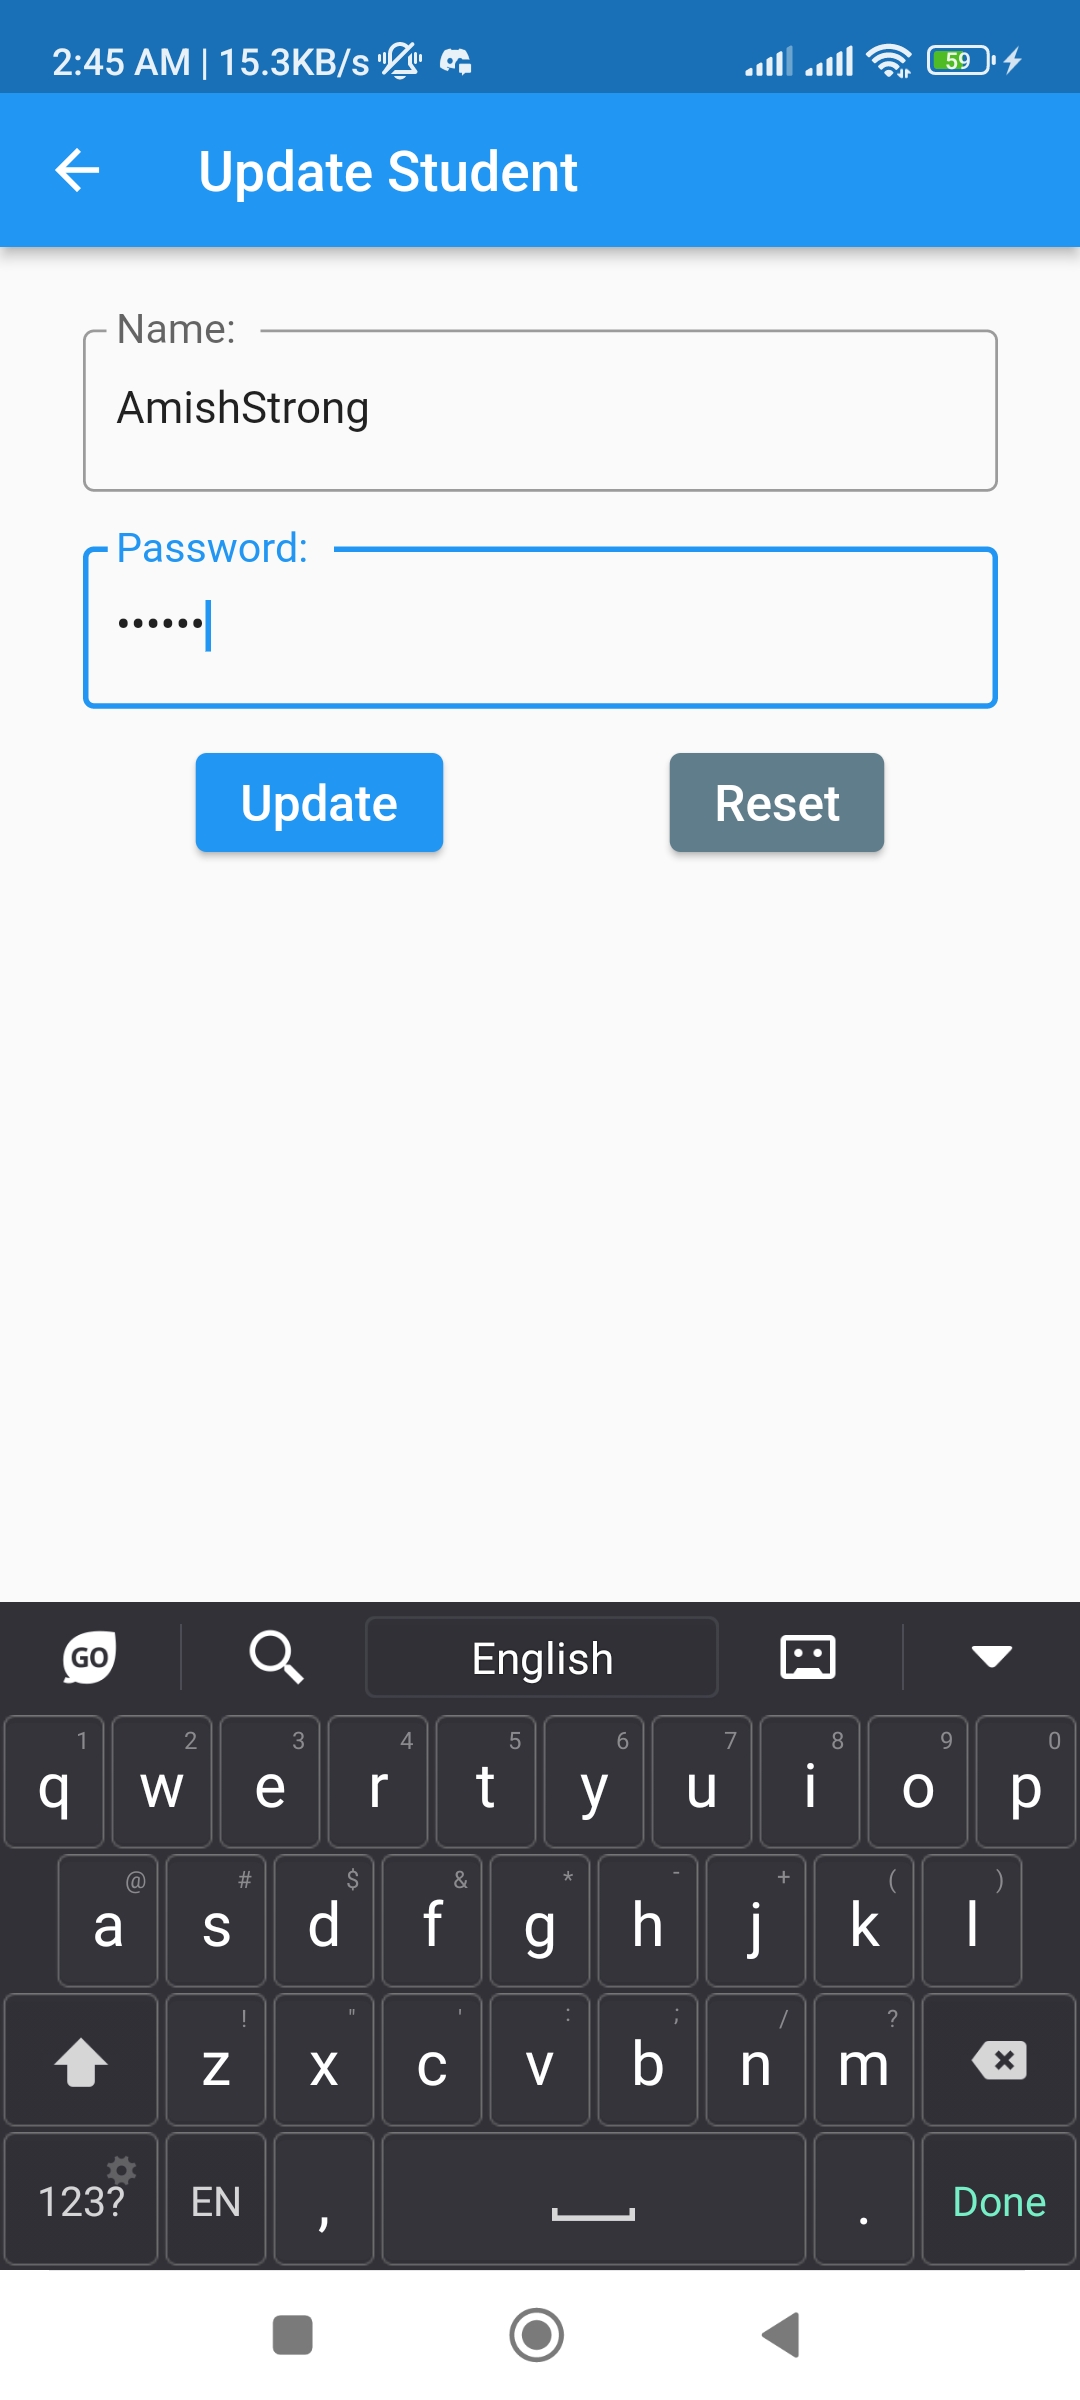 2:45 AM | 15.3KB/s 59
Update Student
Name:
AmishStrong
Password:
••••••
Update Reset
GO English
1 2 3 4 5 6 7 8 9 0
q w e r t y u i o p
@ # $ & * - + ( )
a s d f g h j k l
! " ' : ; / ?
z x c v b n m
123? EN , . Done